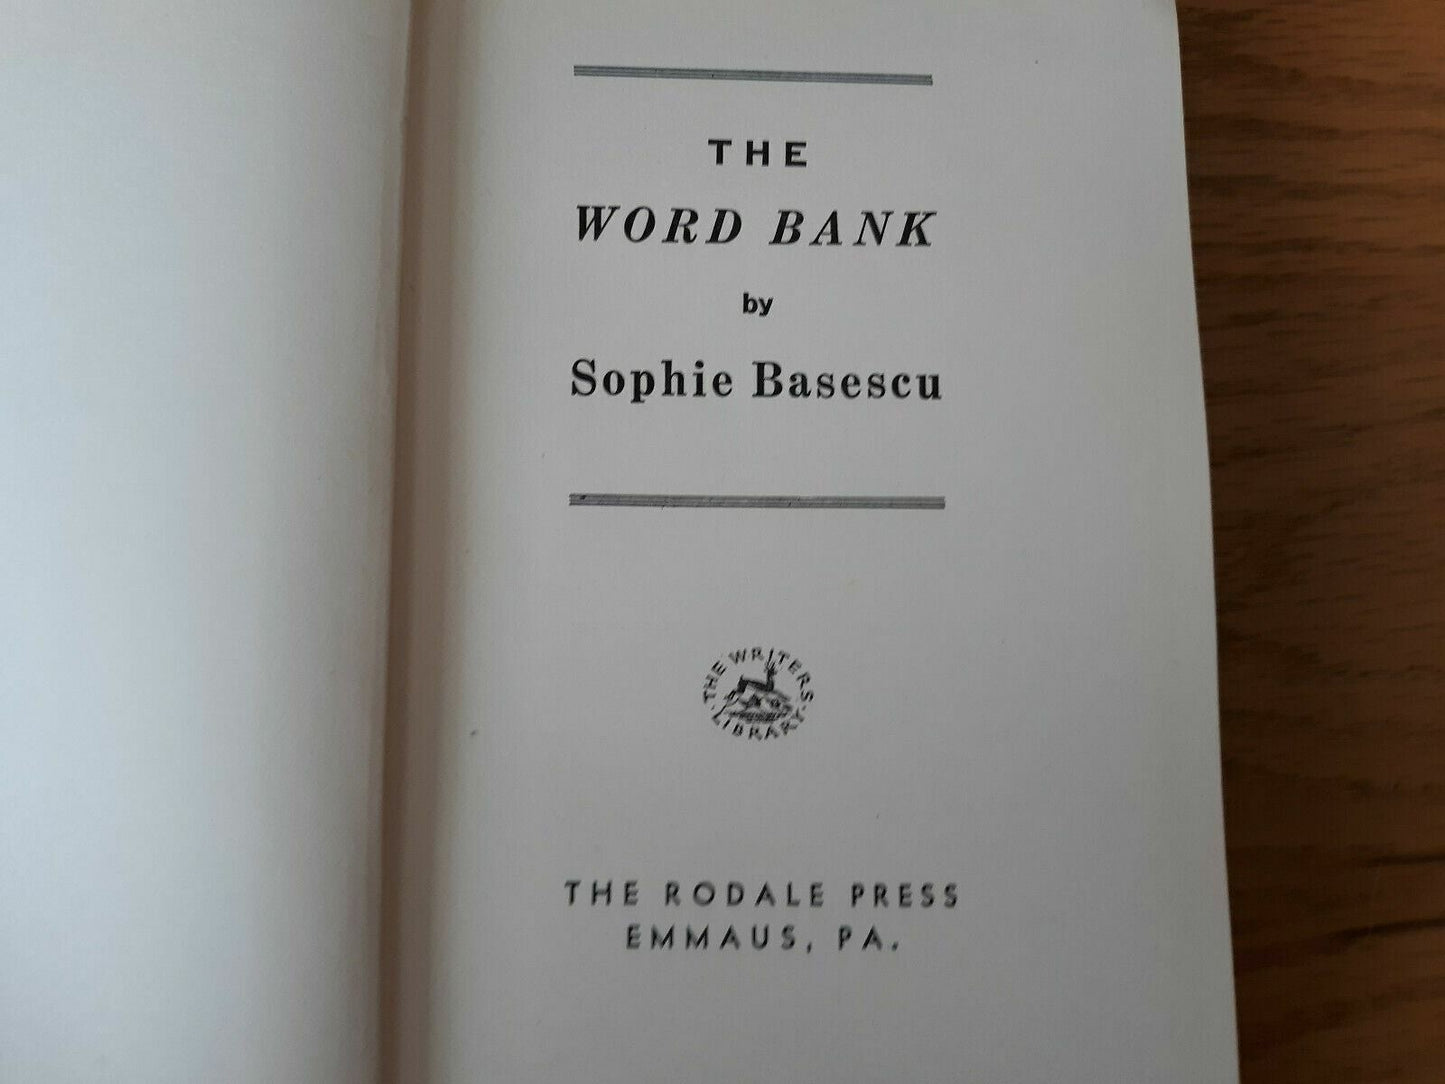 THE
WORD BANK
by
Sophie Basescu
THE WRITERS
LIBRARY
THE RODALE PRESS
EMMAUS, PA.